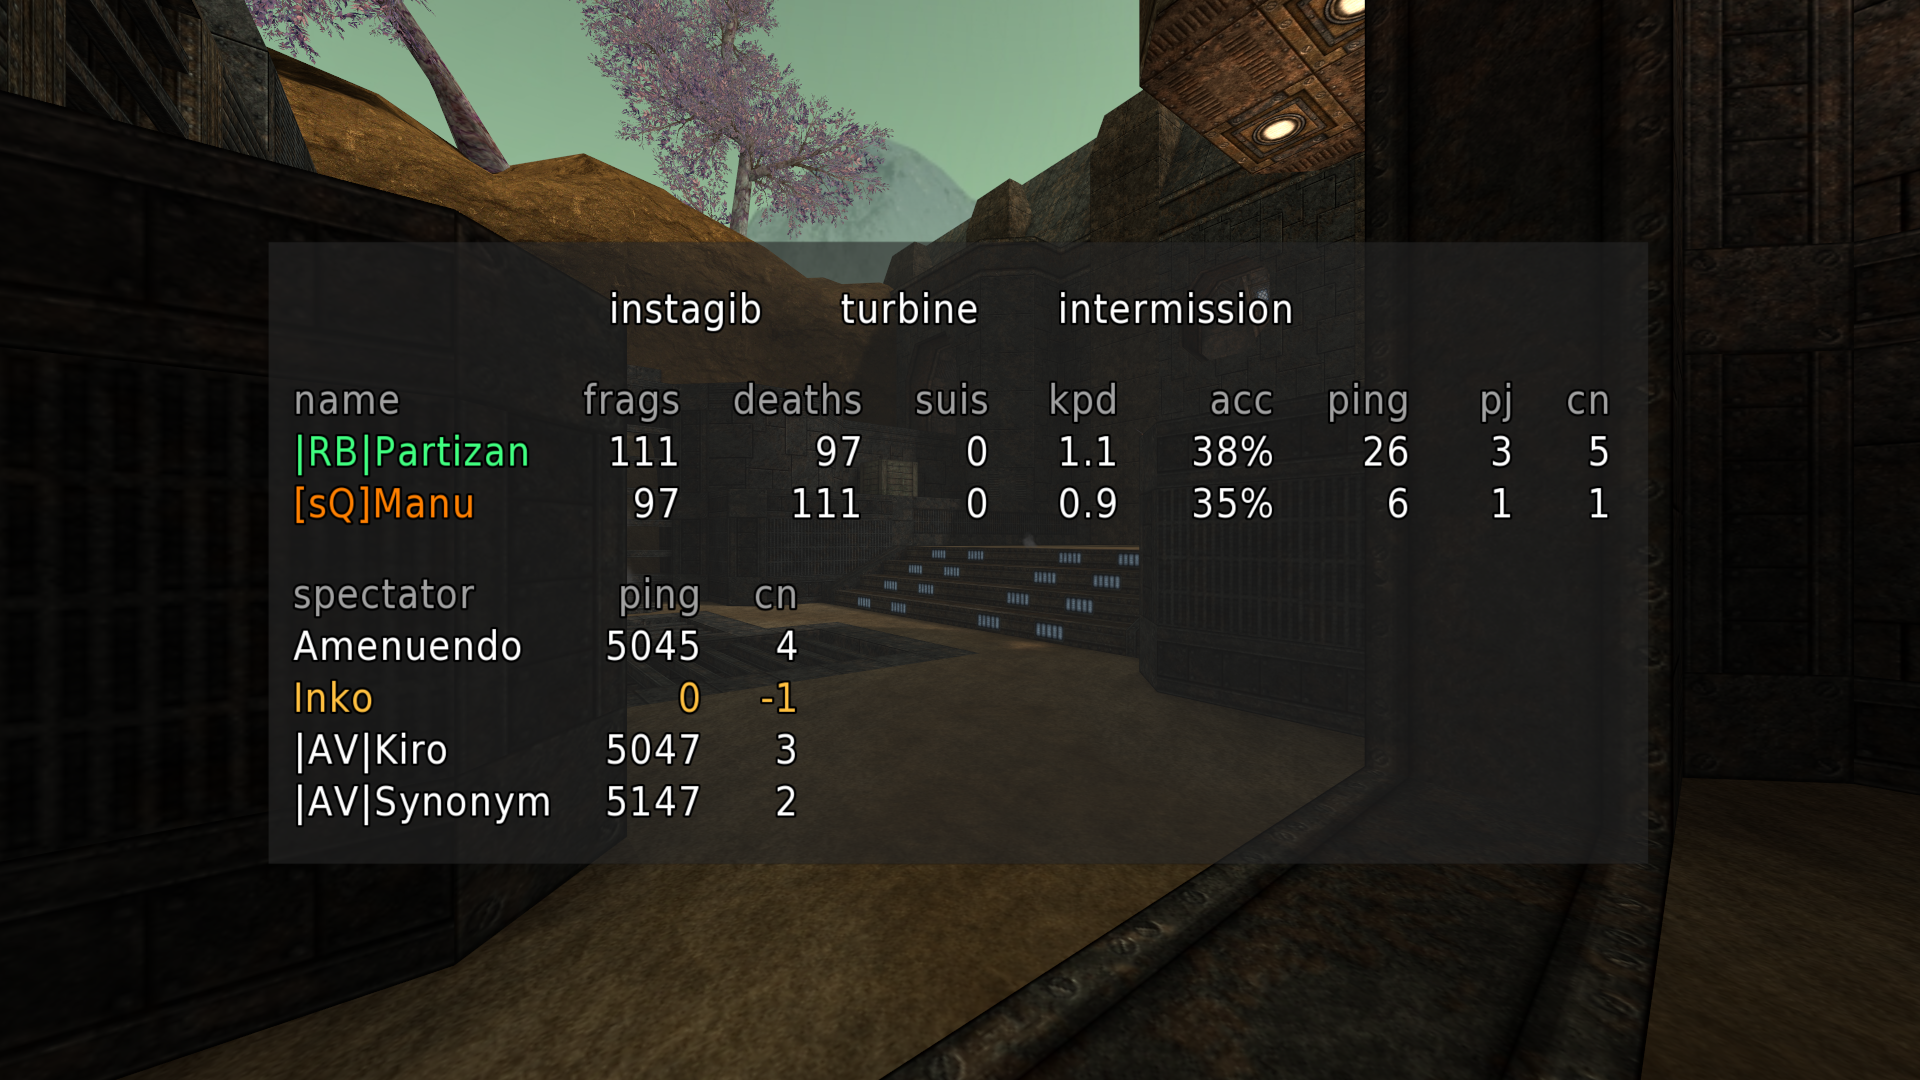 instagib turbine intermission
name frags deaths suis kpd acc ping pj cn
|RB|Partizan 111 97 0 1.1 38% 26 3 5
[sQ]Manu 97 111 0 0.9 35% 6 1 1
spectator ping cn
Amenuendo 5045 4
Inko 0 -1
|AV|Kiro 5047 3
|AV|Synonym 5147 2